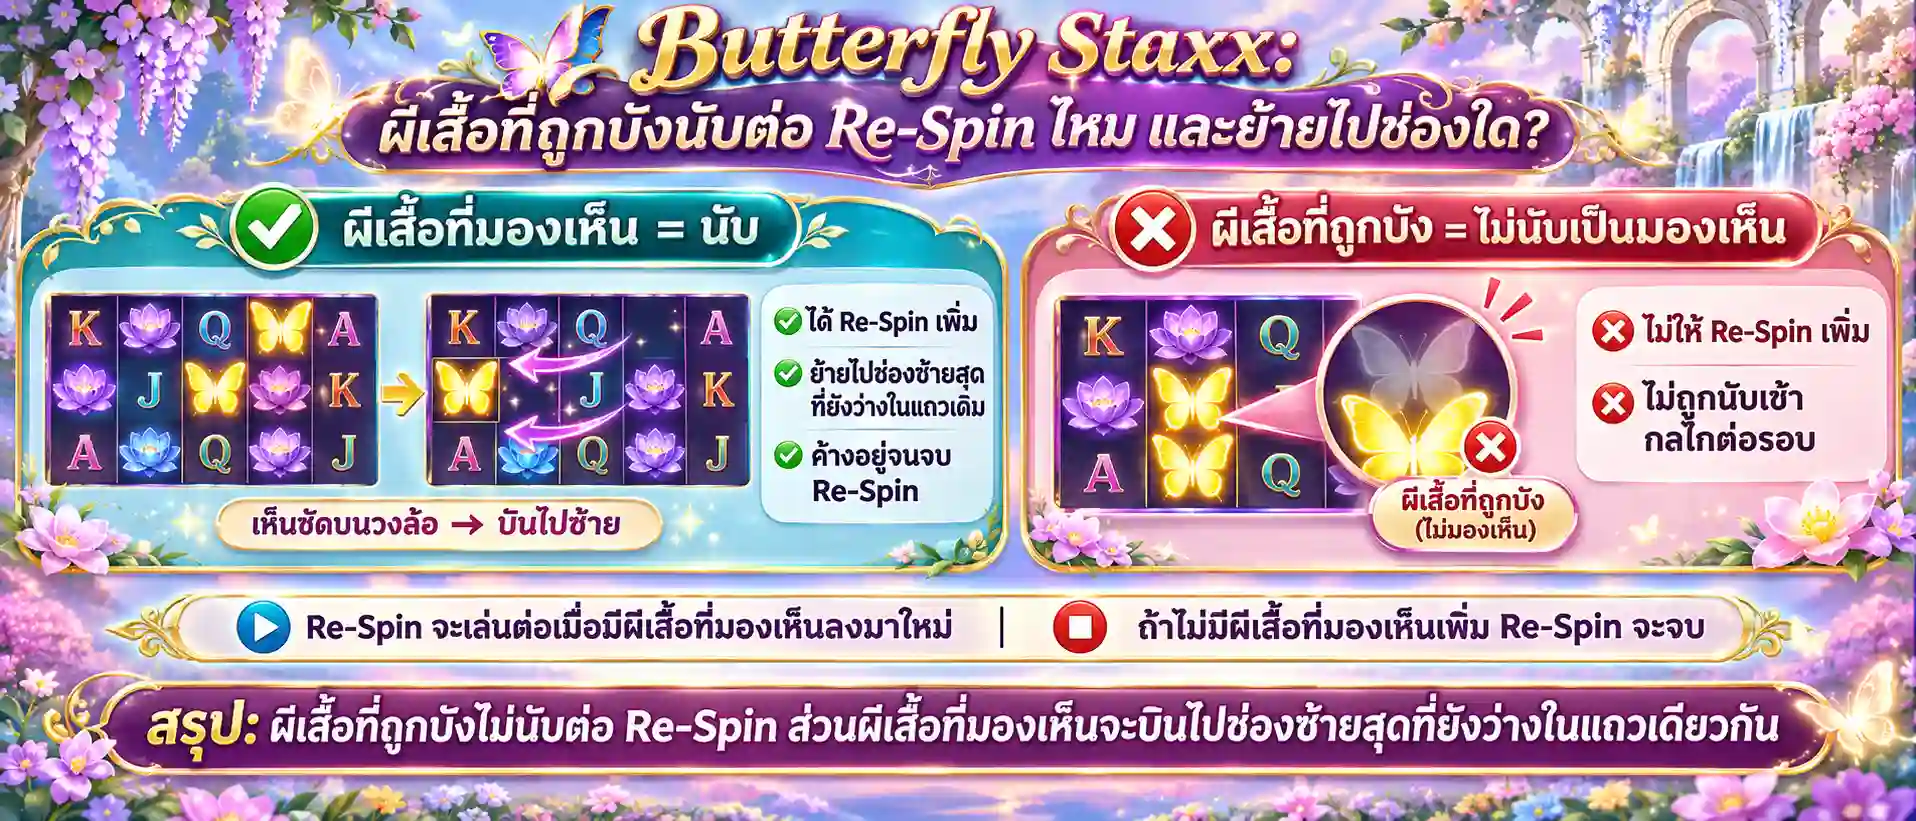 Butterfly Staxx:
ผีเสื้อที่ถูกบังนับต่อ Re-Spin ไหม และย้ายไปช่องใด?
ผีเสื้อที่มองเห็น = นับ
K Q A
J K
A Q J
K Q A
J K
A Q J
ได้ Re-Spin เพิ่ม
ย้ายไปช่องซ้ายสุด
ที่ยังว่างในแถวเดิม
ค้างอยู่จนจบ
Re-Spin
เห็นชัดบนวงล้อ → บินไปซ้าย
ผีเสื้อที่ถูกบัง = ไม่นับเป็นมองเห็น
K Q
A Q
ผีเสื้อที่ถูกบัง
(ไม่มองเห็น)
ไม่ให้ Re-Spin เพิ่ม
ไม่ถูกนับเข้า
กลไกต่อรอบ
Re-Spin จะเล่นต่อเมื่อมีผีเสื้อที่มองเห็นลงมาใหม่ | ถ้าไม่มีผีเสื้อที่มองเห็นเพิ่ม Re-Spin จะจบ
สรุป: ผีเสื้อที่ถูกบังไม่นับต่อ Re-Spin ส่วนผีเสื้อที่มองเห็นจะบินไปช่องซ้ายสุดที่ยังว่างในแถวเดียวกัน